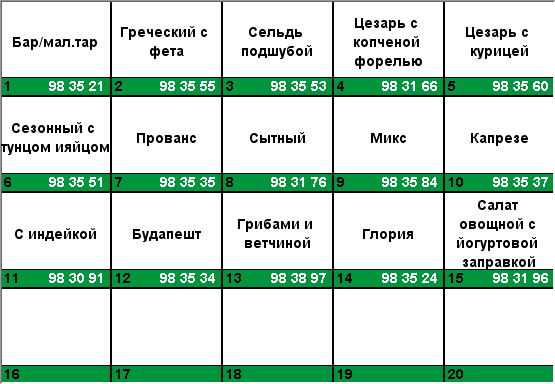 Бар/мал.тар
Греческий с
фета
Сельдь
подшубой
Цезарь с
копченой
форелью
Цезарь с
курицей
1 98 35 21
2 98 35 55
3 98 35 53
4 98 31 66
5 98 35 60
Сезонный с
тунцом ияйцом
Прованс
Сытный
Микс
Капрезе
6 98 35 51
7 98 35 35
8 98 31 76
9 98 35 84
10 98 35 37
С индейкой
Будапешт
Грибами и
ветчиной
Глория
Салат
овощной с
йогуртовой
заправкой
11 98 30 91
12 98 35 34
13 98 38 97
14 98 35 24
15 98 31 96
16
17
18
19
20